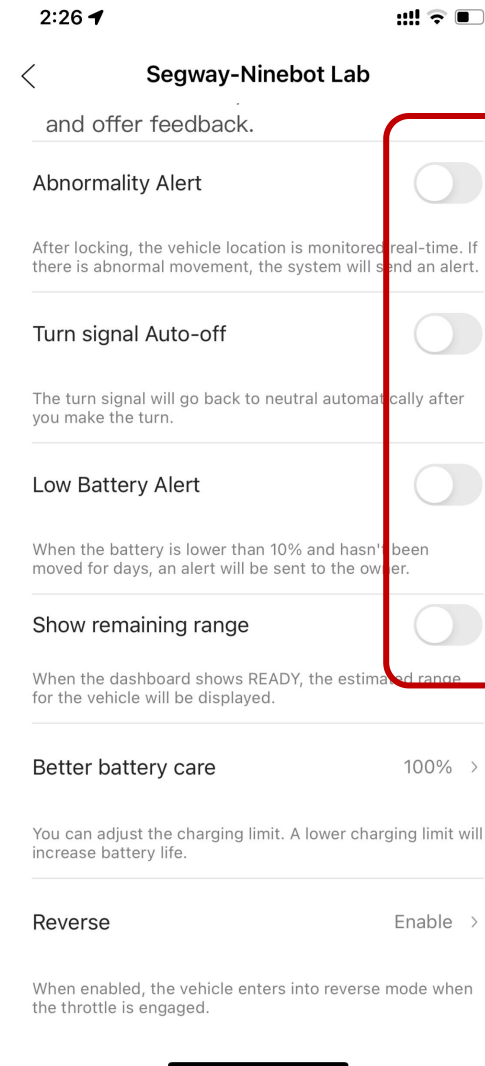 2:26
Segway-Ninebot Lab
and offer feedback.
Abnormality Alert
After locking, the vehicle location is monitored real-time. If
there is abnormal movement, the system will send an alert.
Turn signal Auto-off
The turn signal will go back to neutral automatically after
you make the turn.
Low Battery Alert
When the battery is lower than 10% and hasn't been
moved for days, an alert will be sent to the owner.
Show remaining range
When the dashboard shows READY, the estimated range
for the vehicle will be displayed.
Better battery care 100% >
You can adjust the charging limit. A lower charging limit will
increase battery life.
Reverse Enable >
When enabled, the vehicle enters into reverse mode when
the throttle is engaged.